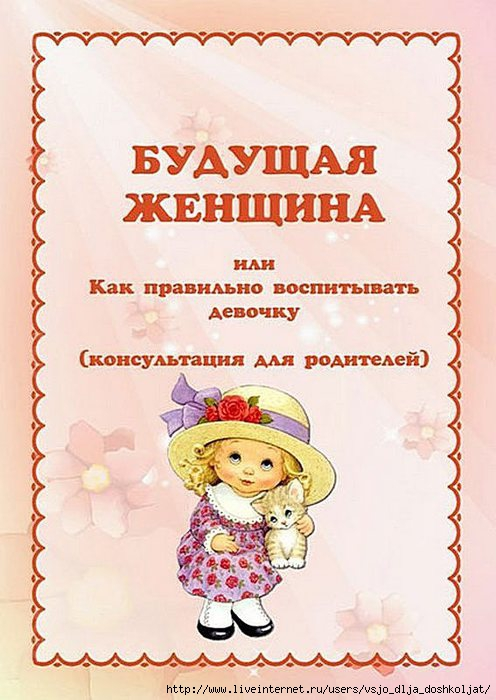 БУДУЩАЯ
ЖЕНЩИНА
или
Как правильно воспитывать
девочку
(консультация для родителей)
http://www.liveinternet.ru/users/vsjo_dlja_doshkoljat/